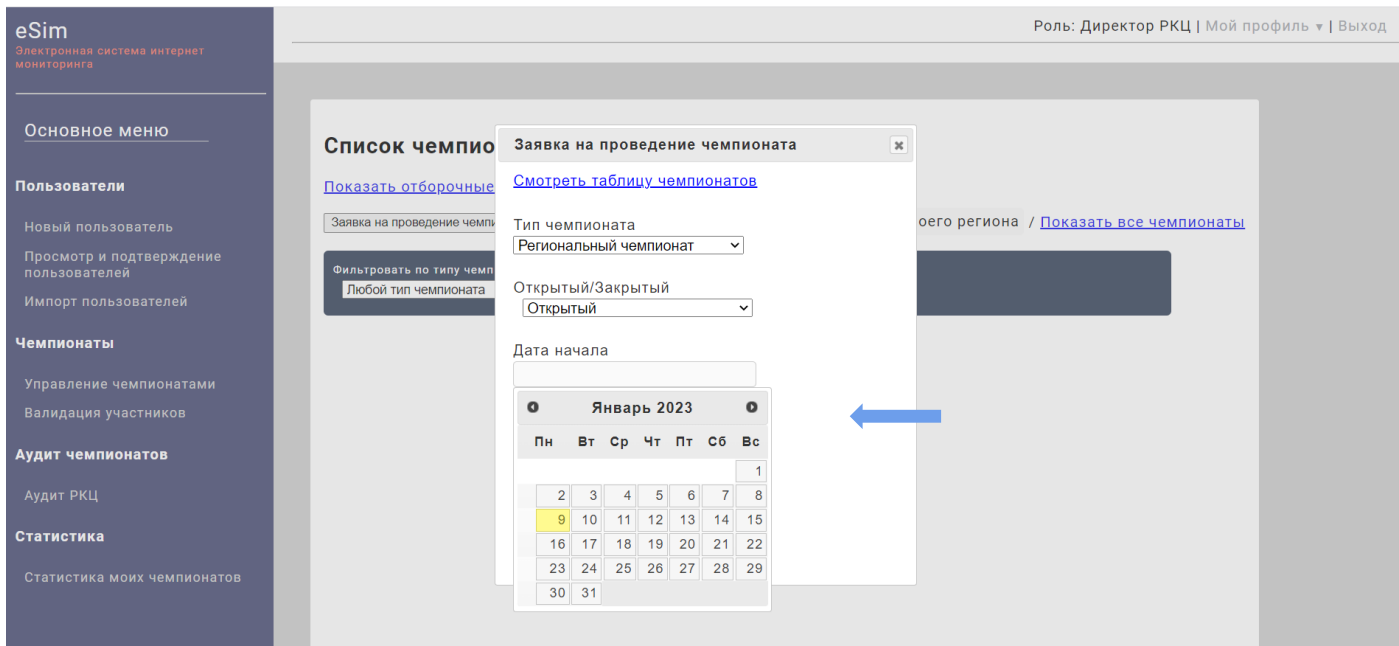 eSim
Электронная система интернет
мониторинга
Роль: Директор РКЦ | Мой профиль ▾ | Выход
Основное меню
Пользователи
Новый пользователь
Просмотр и подтверждение
пользователей
Импорт пользователей
Чемпионаты
Управление чемпионатами
Валидация участников
Аудит чемпионатов
Аудит РКЦ
Статистика
Статистика моих чемпионатов
Список чемпио
Показать отборочные
Заявка на проведение чемпи
оего региона / Показать все чемпионаты
Фильтровать по типу чемп
Любой тип чемпионата
Заявка на проведение чемпионата
Смотреть таблицу чемпионатов
Тип чемпионата
Региональный чемпионат
Открытый/Закрытый
Открытый
Дата начала
Январь 2023
Пн Вт Ср Чт Пт Сб Вс
1
2 3 4 5 6 7 8
9 10 11 12 13 14 15
16 17 18 19 20 21 22
23 24 25 26 27 28 29
30 31